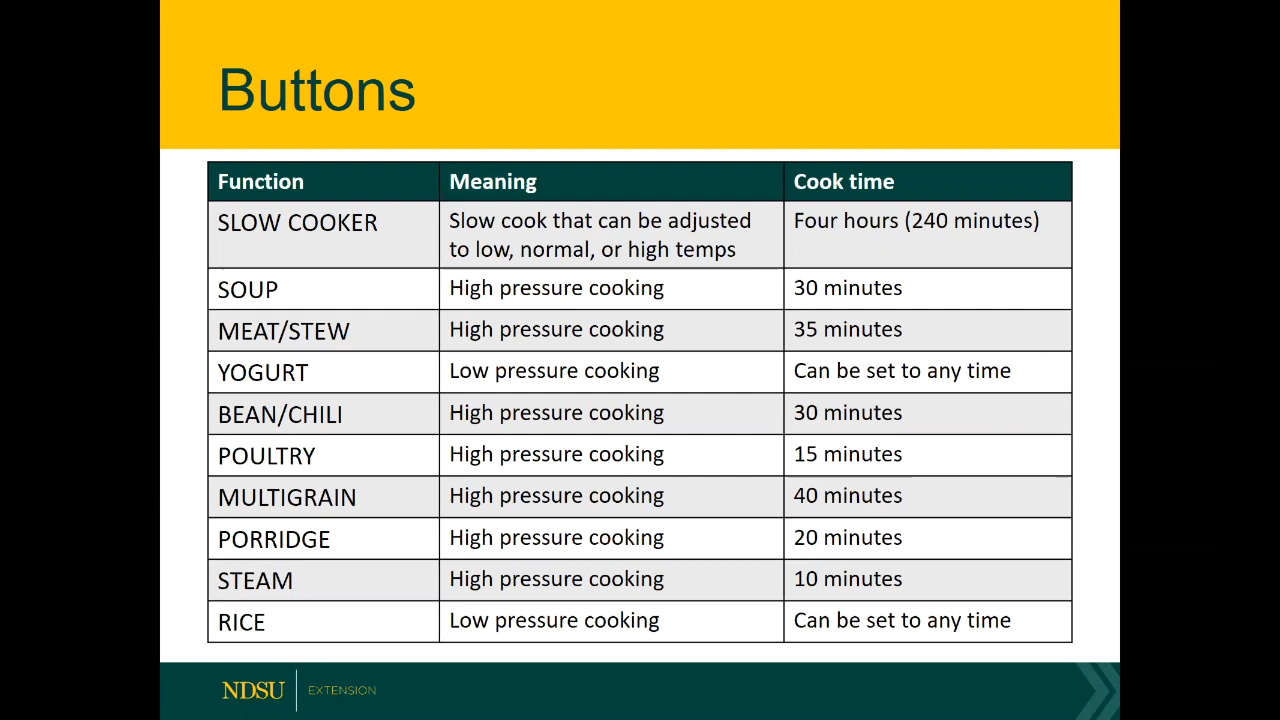 Buttons
Function Meaning Cook time
SLOW COOKER Slow cook that can be adjusted Four hours (240 minutes)
to low, normal, or high temps
SOUP High pressure cooking 30 minutes
MEAT/STEW High pressure cooking 35 minutes
YOGURT Low pressure cooking Can be set to any time
BEAN/CHILI High pressure cooking 30 minutes
POULTRY High pressure cooking 15 minutes
MULTIGRAIN High pressure cooking 40 minutes
PORRIDGE High pressure cooking 20 minutes
STEAM High pressure cooking 10 minutes
RICE Low pressure cooking Can be set to any time
NDSU EXTENSION